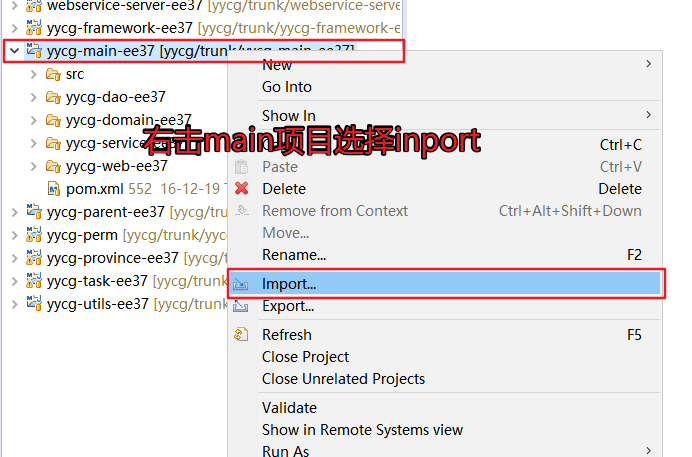 webservice-server-ee37 [yycg/trunk/webservice-serve
yycg-framework-ee37 [yycg/trunk/yycg-framework-e
yycg-main-ee37 [yycg/trunk/yycg-main-ee37]
New
src
Go Into
yycg-dao-ee37
Show In
yycg-domain-ee37
右击main项目选择inport
yycg-service
Ctrl+C
yycg-web-ee37
Paste Ctrl+V
pom.xml 552 16-12-19
Delete Delete
yycg-parent-ee37 [yycg/trun
Remove from Context Ctrl+Alt+Shift+Down
yycg-perm [yycg/trunk/yyc
Move...
yycg-province-ee37 [yycg/t
Rename... F2
yycg-task-ee37 [yycg/trunk
Import...
yycg-utils-ee37 [yycg/trunk
Export...
Refresh F5
Close Project
Close Unrelated Projects
Validate
Show in Remote Systems view
Run As